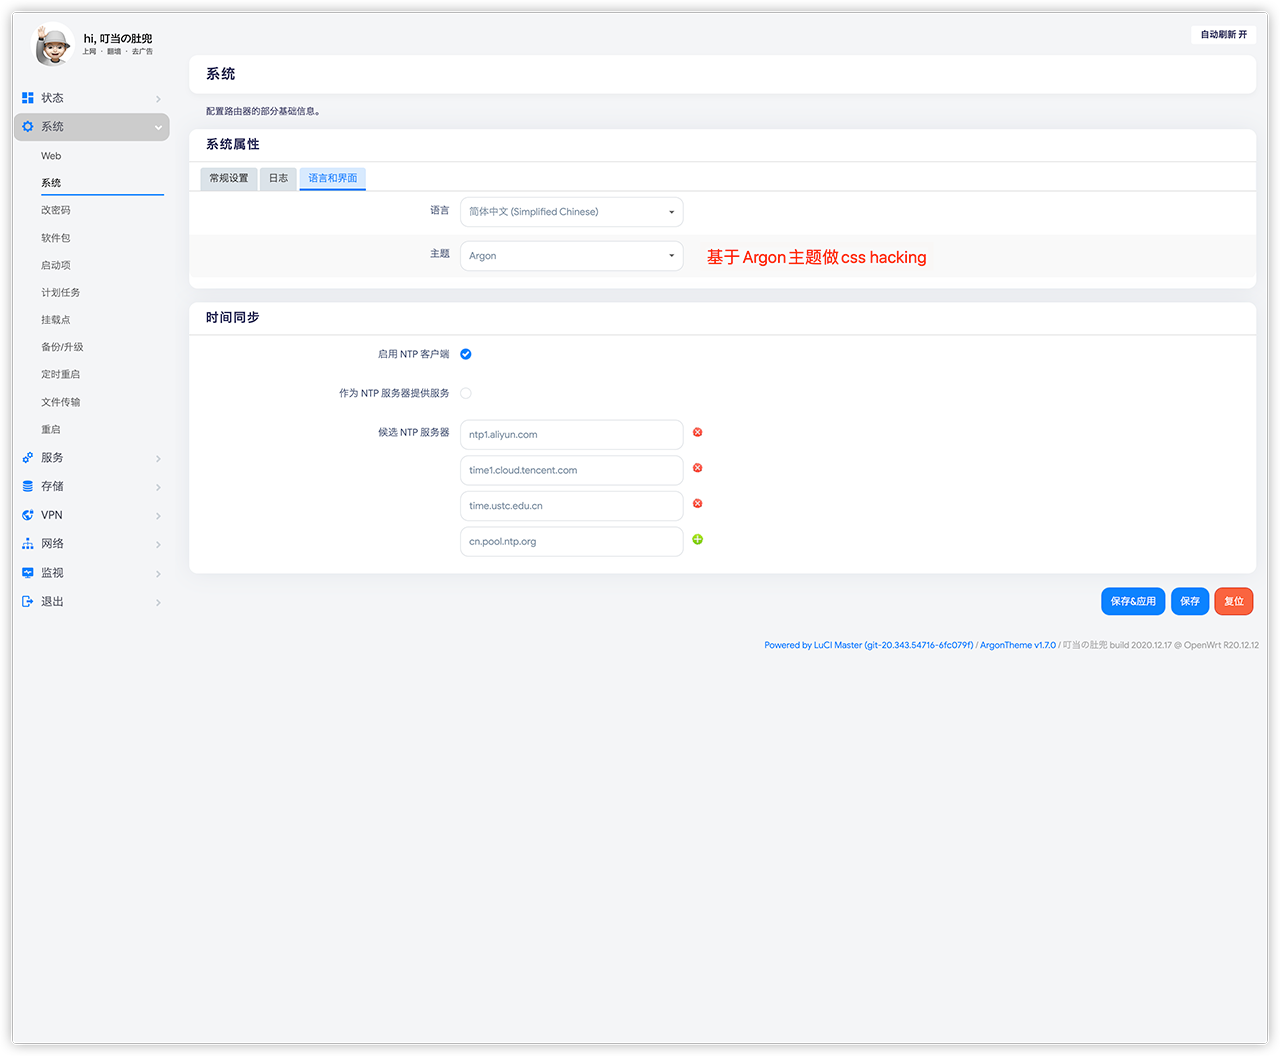 hi, 叮当の肚兜
上网 · 翻墙 · 去广告
自动刷新 开
状态
系统
Web
系统
改密码
软件包
启动项
计划任务
挂载点
备份/升级
定时重启
文件传输
重启
服务
存储
VPN
网络
监视
退出
系统
配置路由器的部分基础信息。
系统属性
常规设置 日志 语言和界面
语言 简体中文 (Simplified Chinese)
主题 Argon 基于 Argon 主题做 css hacking
时间同步
启用 NTP 客户端
作为 NTP 服务器提供服务
候选 NTP 服务器 ntp1.aliyun.com
time1.cloud.tencent.com
time.ustc.edu.cn
cn.pool.ntp.org
保存&应用 保存 复位
Powered by LuCI Master (git-20.343.54716-6fc079f) / ArgonTheme v1.7.0 / 叮当の肚兜 build 2020.12.17 @ OpenWrt R20.12.12